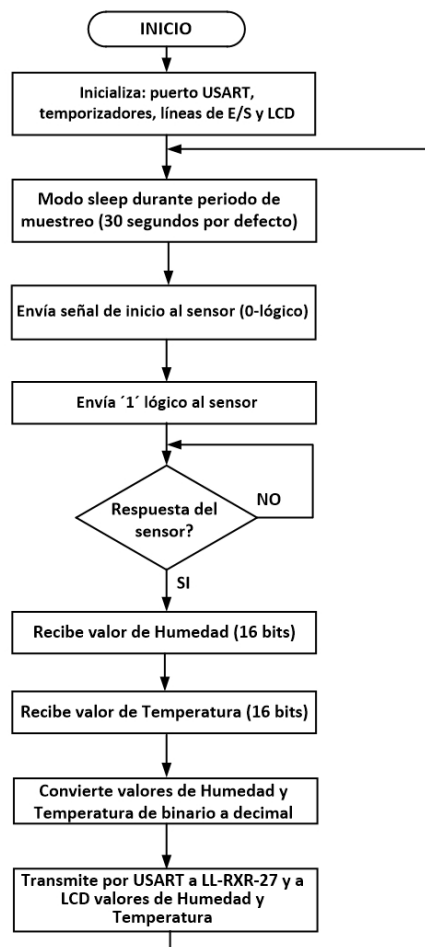 INICIO
Inicializa: puerto USART,
temporizadores, líneas de E/S y LCD
Modo sleep durante periodo de
muestreo (30 segundos por defecto)
Envía señal de inicio al sensor (0-lógico)
Envía ´1´ lógico al sensor
Respuesta del
sensor?
NO
SI
Recibe valor de Humedad (16 bits)
Recibe valor de Temperatura (16 bits)
Convierte valores de Humedad y
Temperatura de binario a decimal
Transmite por USART a LL-RXR-27 y a
LCD valores de Humedad y
Temperatura